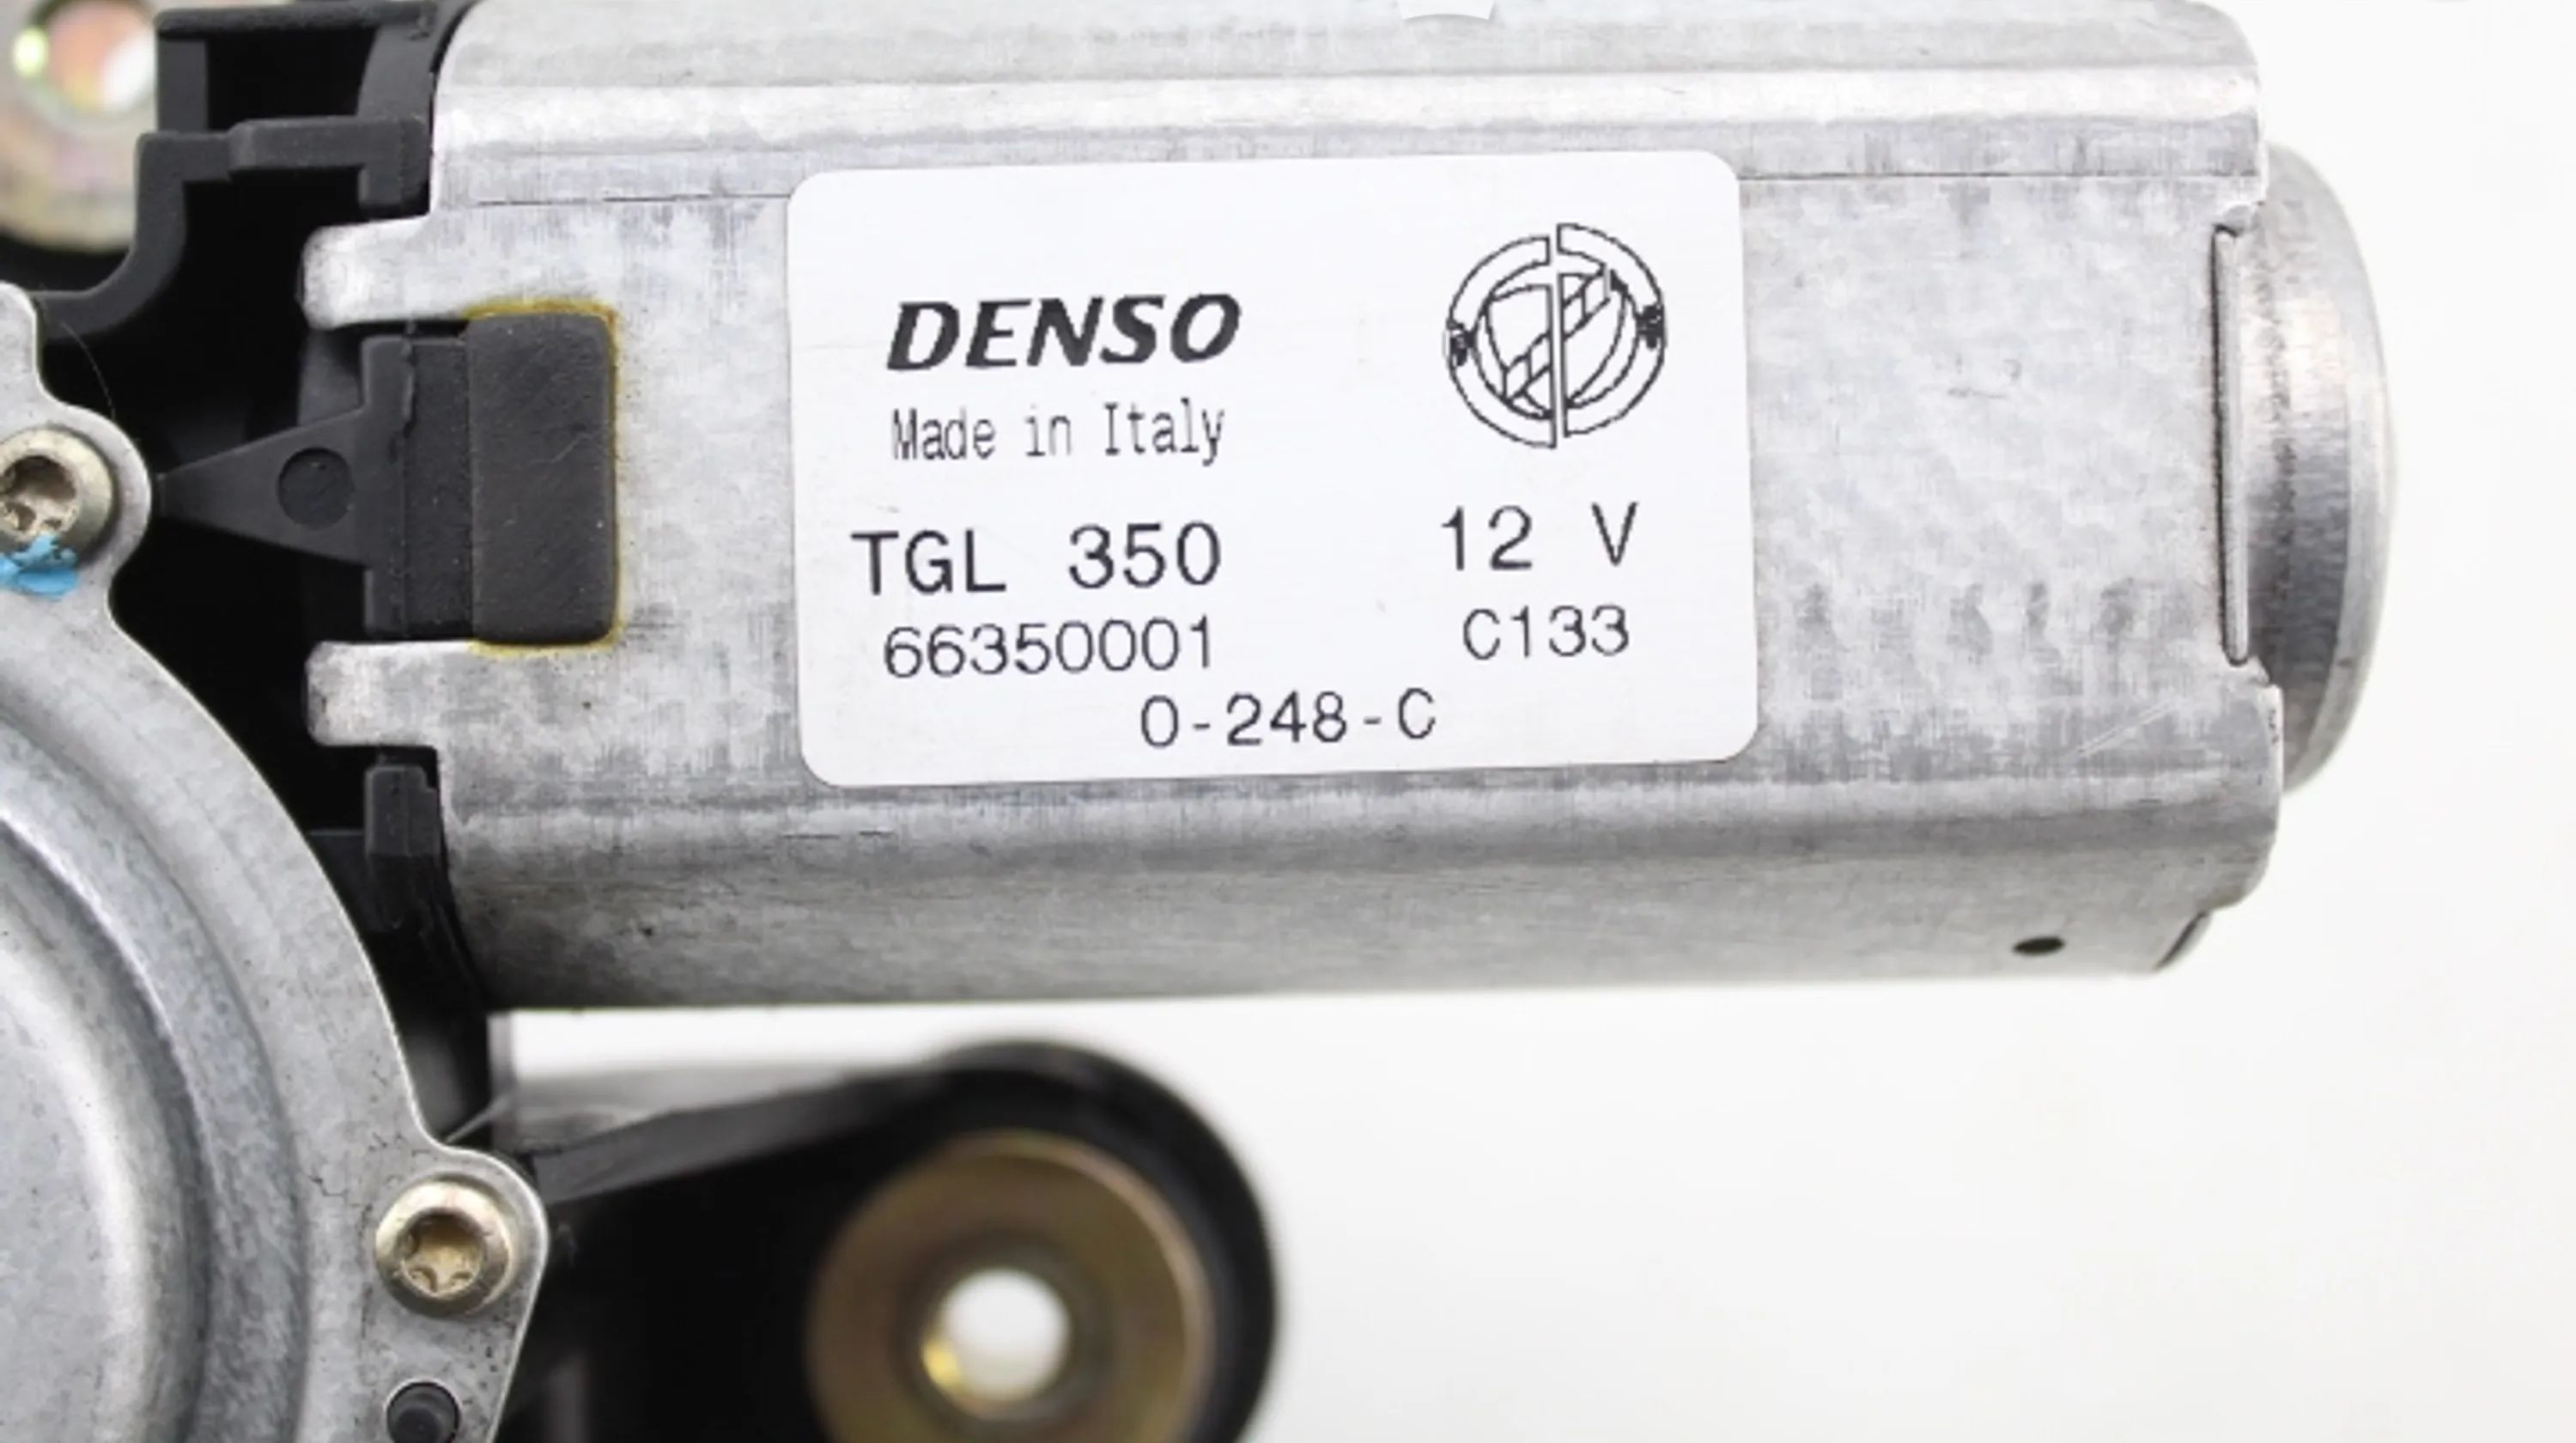 DENSO
Made in Italy
TGL 350 12 V
66350001 C133
0-248-C